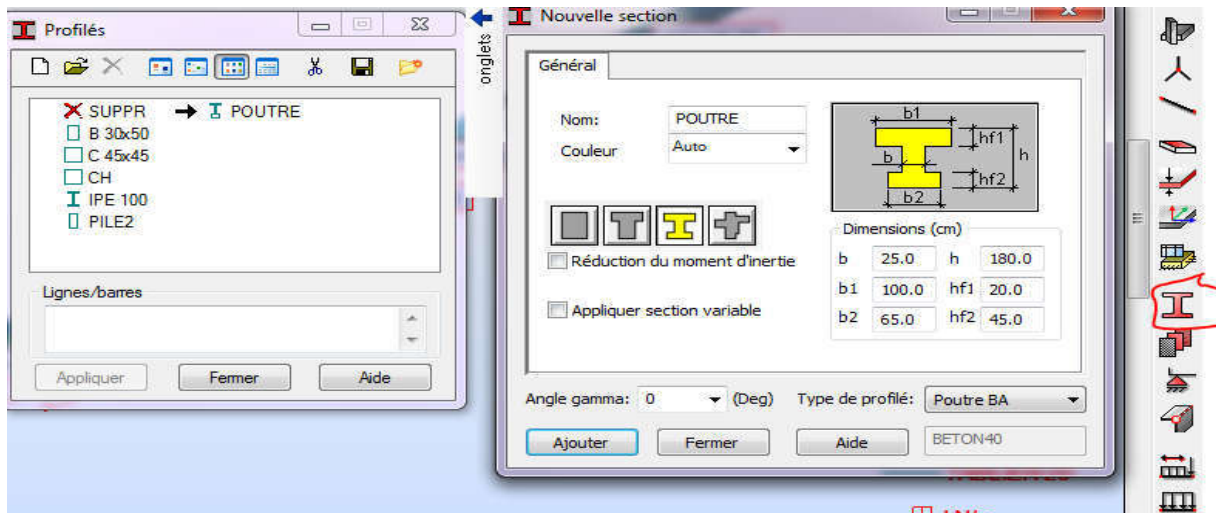 Profilés
SUPPR
POUTRE
B 30x50
C 45x45
CH
IPE 100
PILE2
Lignes/barres
Appliquer
Fermer
Aide
onglets
Nouvelle section
Général
Nom: POUTRE
Couleur Auto
b1
hf1
b
h
hf2
b2
Réduction du moment d'inertie
Appliquer section variable
Dimensions (cm)
b 25.0 h 180.0
b1 100.0 hf1 20.0
b2 65.0 hf2 45.0
Angle gamma: 0 (Deg) Type de profilé: Poutre BA
Ajouter Fermer Aide BETON40